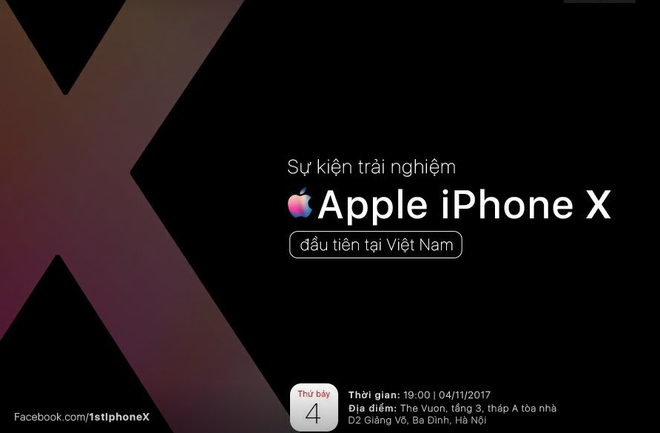 Sự kiện trải nghiệm
Apple iPhone X
đầu tiên tại Việt Nam
Thứ bảy
4
Thời gian: 19:00 | 04/11/2017
Địa điểm: The Vuon, tầng 3, tháp A tòa nhà
D2 Giảng Võ, Ba Đình, Hà Nội
Facebook.com/1stIphoneX